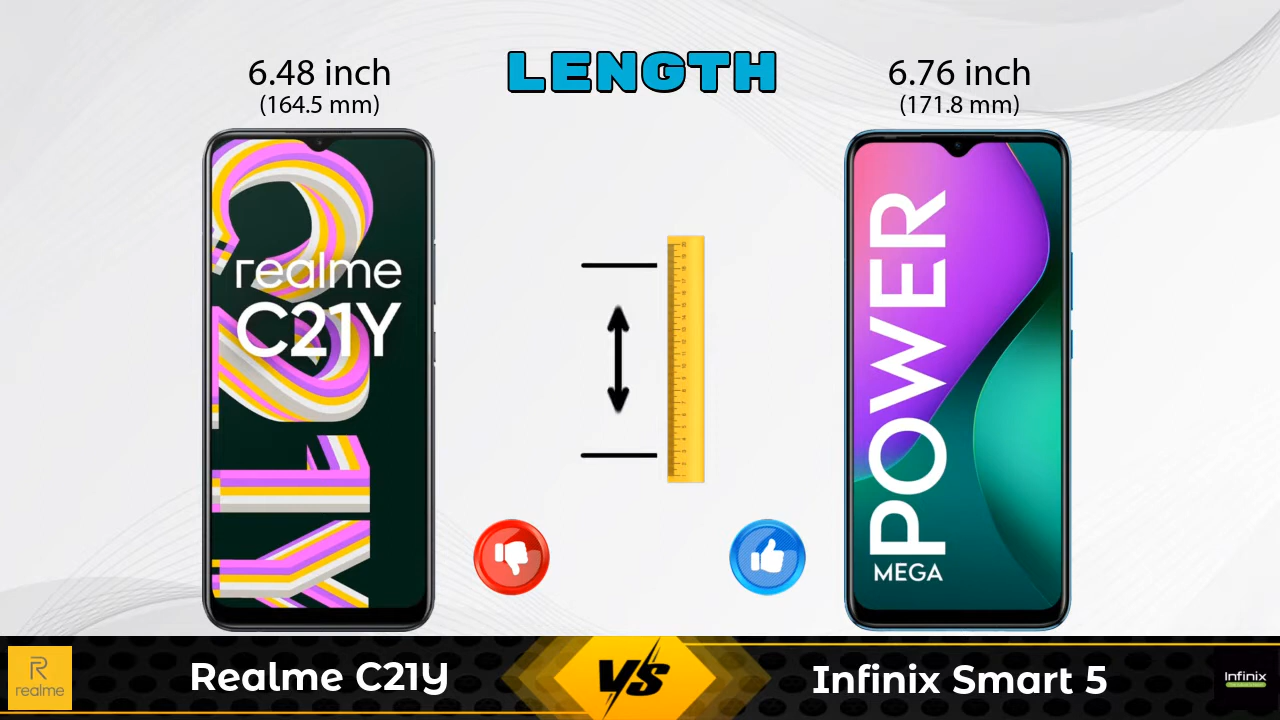 LENGTH
6.48 inch
(164.5 mm)
6.76 inch
(171.8 mm)
realme
C21Y
POWER
MEGA
realme
Realme C21Y
VS
Infinix Smart 5
Infinix